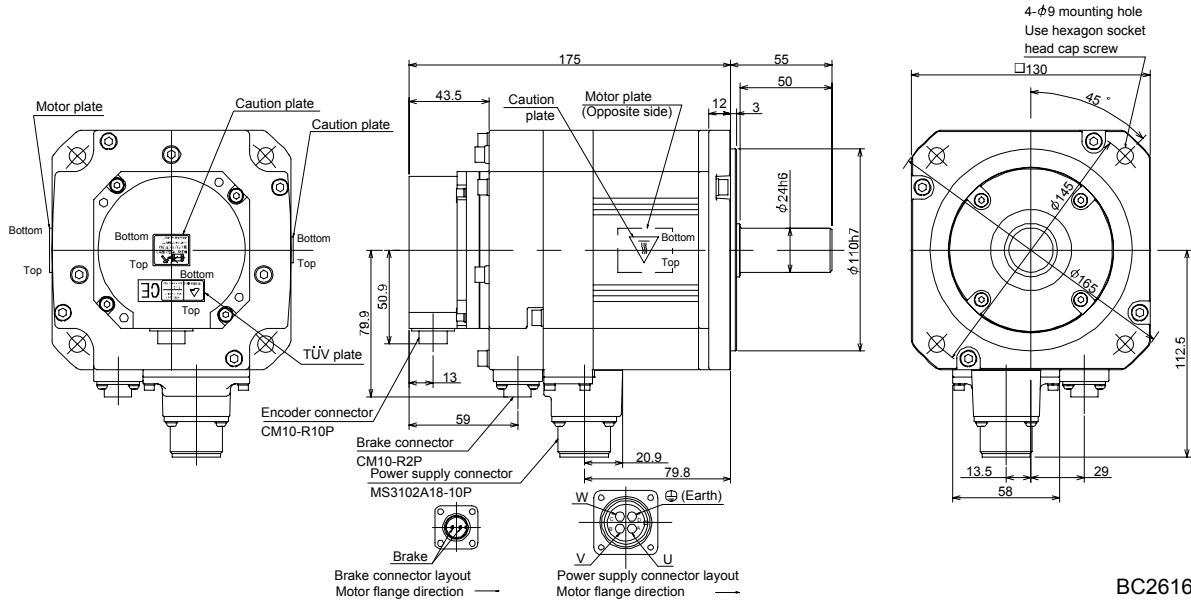 4-ϕ9 mounting hole
Use hexagon socket
head cap screw
□130
45°
175
55
50
43.5
12
3
Motor plate
Caution plate
Caution plate
Caution
plate
Motor plate
(Opposite side)
ϕ24h6
ϕ110h7
ϕ145
ϕ165
Bottom
Top
Bottom
Top
Bottom
Top
Bottom
Top
Bottom
Top
CE
TÜV plate
50.9
79.9
13
59
112.5
Encoder connector
CM10-R10P
Brake connector
CM10-R2P
Power supply connector
MS3102A18-10P
20.9
79.8
13.5
29
58
W
(Earth)
V
U
Brake
Brake connector layout
Motor flange direction
Power supply connector layout
Motor flange direction
BC26165*